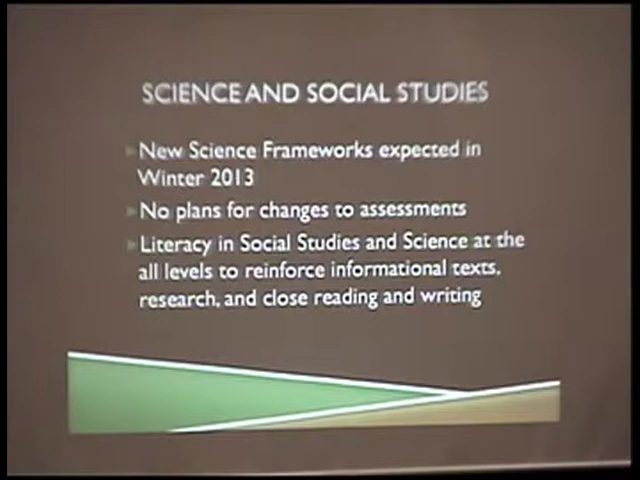 SCIENCE AND SOCIAL STUDIES
New Science Frameworks expected in
Winter 2013
No plans for changes to assessments
Literacy in Social Studies and Science at the
all levels to reinforce informational texts,
research, and close reading and writing